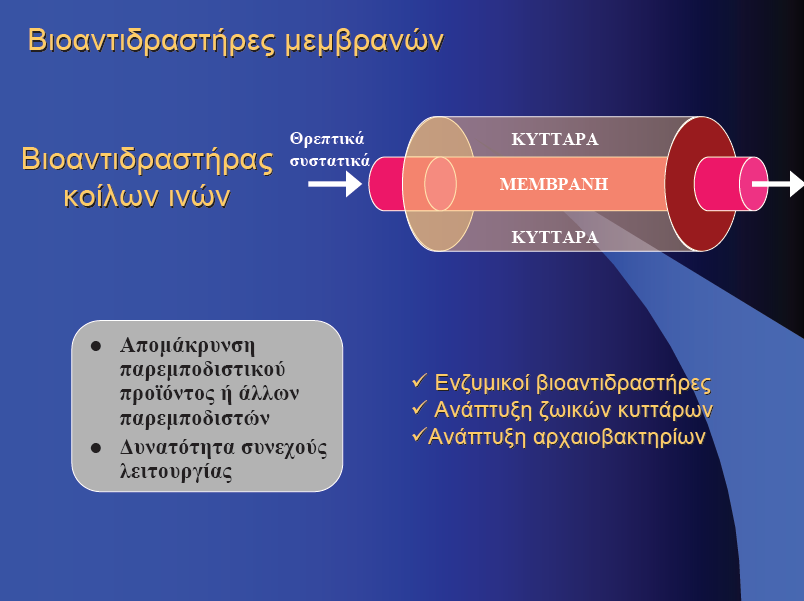 Βιοαντιδραστήρες μεμβρανών
Βιοαντιδραστήρας
κοίλων ινών
Θρεπτικά
συστατικά
ΚΥΤΤΑΡΑ
ΜΕΜΒΡΑΝΗ
ΚΥΤΤΑΡΑ
● Απομάκρυνση
παρεμποδιστικού
προϊόντος ή άλλων
παρεμποδιστών
● Δυνατότητα συνεχούς
λειτουργίας
✓ Ενζυμικοί βιοαντιδραστήρες
✓ Ανάπτυξη ζωικών κυττάρων
✓Ανάπτυξη αρχαιοβακτηρίων